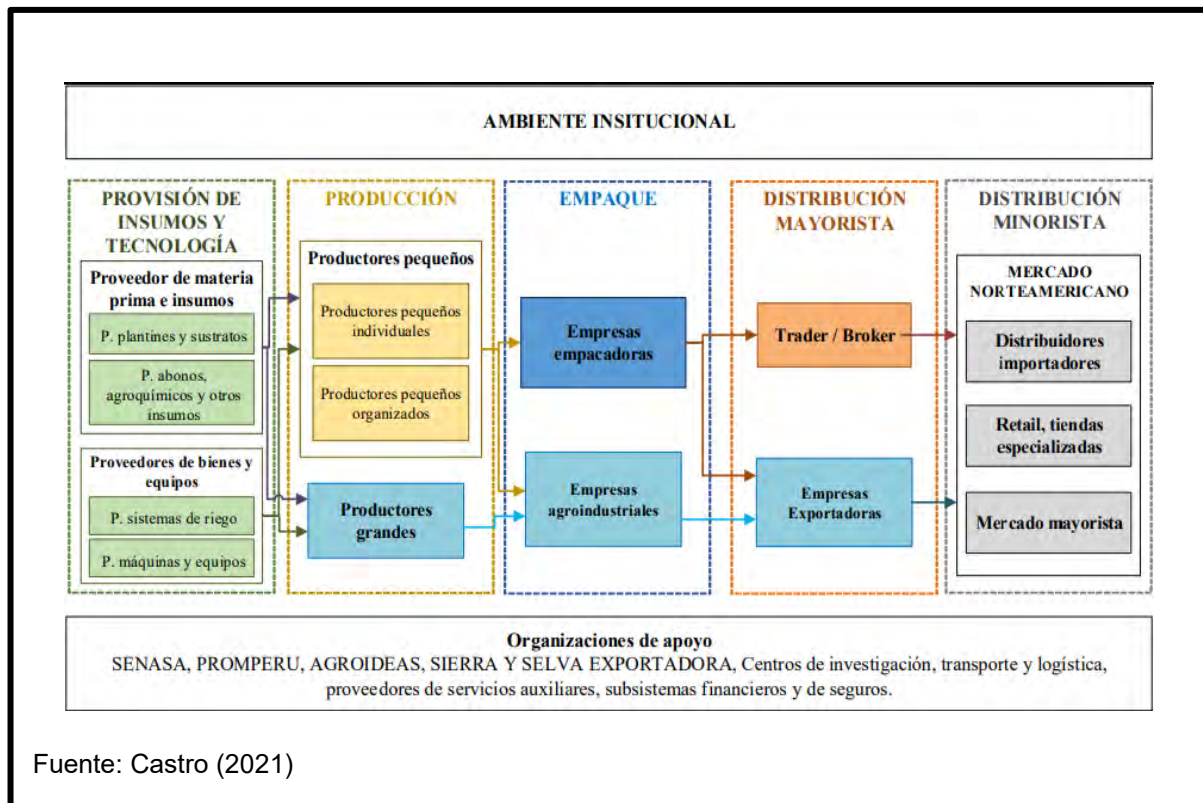 AMBIENTE INSITUCIONAL
PROVISIÓN DE
INSUMOS Y
TECNOLOGÍA
Proveedor de materia
prima e insumos
P. plantines y sustratos
P. abonos,
agroquímicos y otros
insumos
Proveedores de bienes y
equipos
P. sistemas de riego
P. máquinas y equipos
PRODUCCIÓN
Productores pequeños
Productores pequeños
individuales
Productores pequeños
organizados
Productores
grandes
EMPAQUE
Empresas
empacadoras
Empresas
agroindustriales
DISTRIBUCIÓN
MAYORISTA
Trader / Broker
Empresas
Exportadoras
DISTRIBUCIÓN
MINORISTA
MERCADO
NORTEAMERICANO
Distribuidores
importadores
Retail, tiendas
especializadas
Mercado mayorista
Organizaciones de apoyo
SENASA, PROMPERU, AGROIDEAS, SIERRA Y SELVA EXPORTADORA, Centros de investigación, transporte y logística,
proveedores de servicios auxiliares, subsistemas financieros y de seguros.
Fuente: Castro (2021)